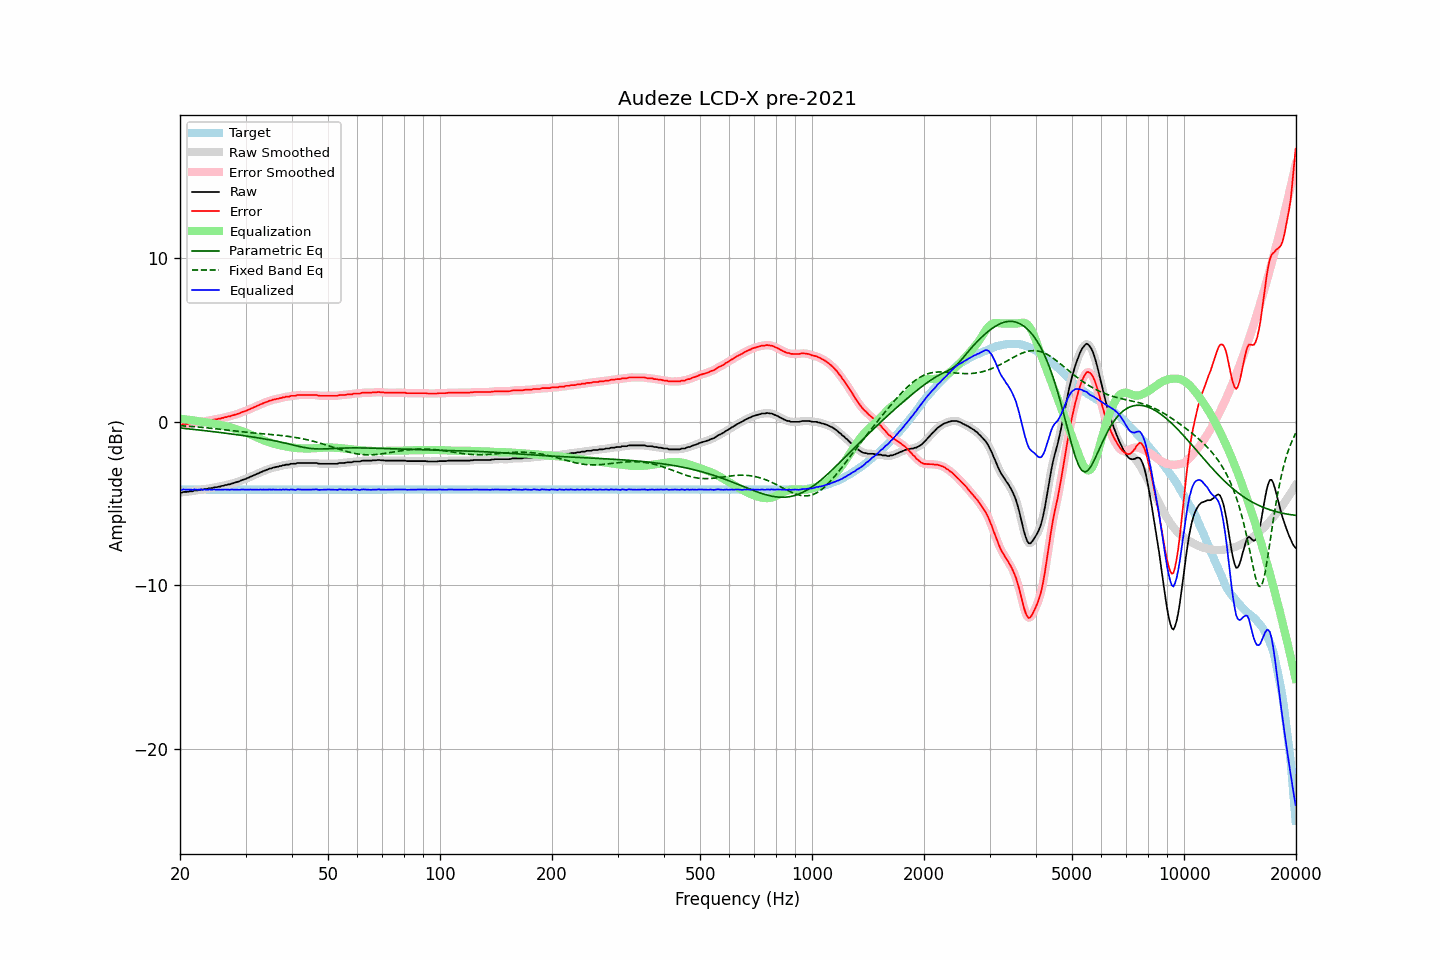 Audeze LCD-X pre-2021
Target
Raw Smoothed
Error Smoothed
Raw
Error
Equalization
Parametric Eq
Fixed Band Eq
Equalized
Amplitude (dBr)
10
0
−10
−20
20
50
100
200
500
1000
2000
5000
10000
20000
Frequency (Hz)